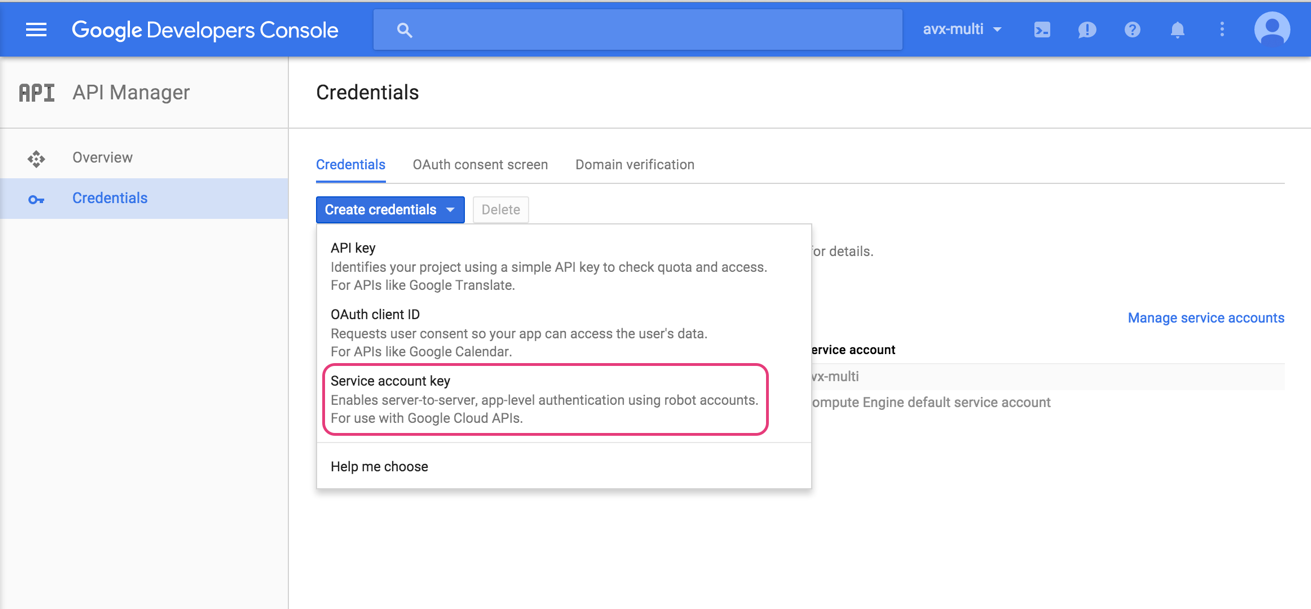 Google Developers Console
avx-multi
API API Manager
Credentials
Overview
Credentials
Credentials OAuth consent screen Domain verification
Create credentials Delete
API key
Identifies your project using a simple API key to check quota and access.
For APIs like Google Translate.
for details.
OAuth client ID
Requests user consent so your app can access the user's data.
For APIs like Google Calendar.
Manage service accounts
Service account key
Enables server-to-server, app-level authentication using robot accounts.
For use with Google Cloud APIs.
ervice account
vx-multi
ompute Engine default service account
Help me choose